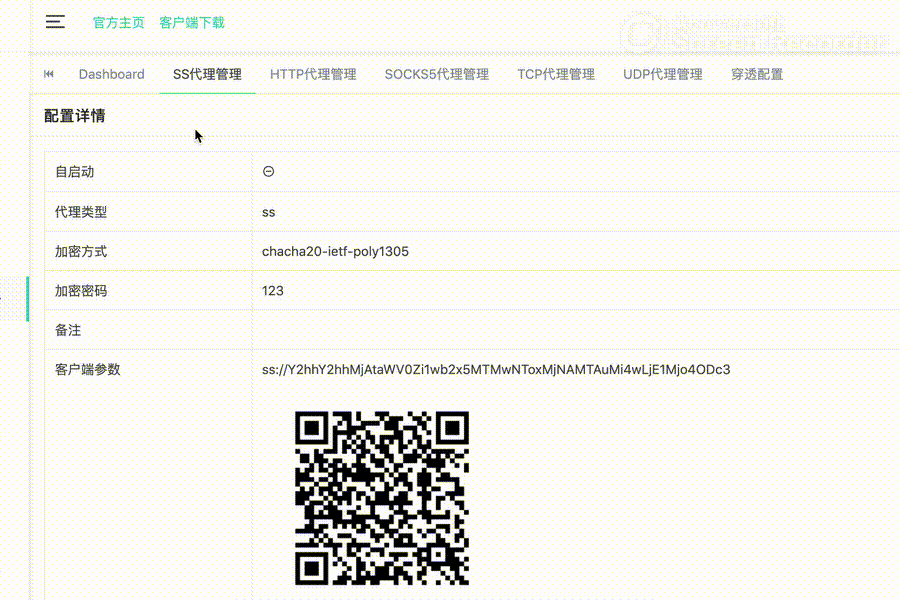 官方主页 客户端下载
Dashboard SS代理管理 HTTP代理管理 SOCKS5代理管理 TCP代理管理 UDP代理管理 穿透配置
配置详情
自启动
代理类型 ss
加密方式 chacha20-ietf-poly1305
加密密码 123
备注
客户端参数 ss://Y2hhY2hhMjAtaWV0Zi1wb2x5MTMwNToxMjNAMTAuMi4wLjE1Mjo4ODc3